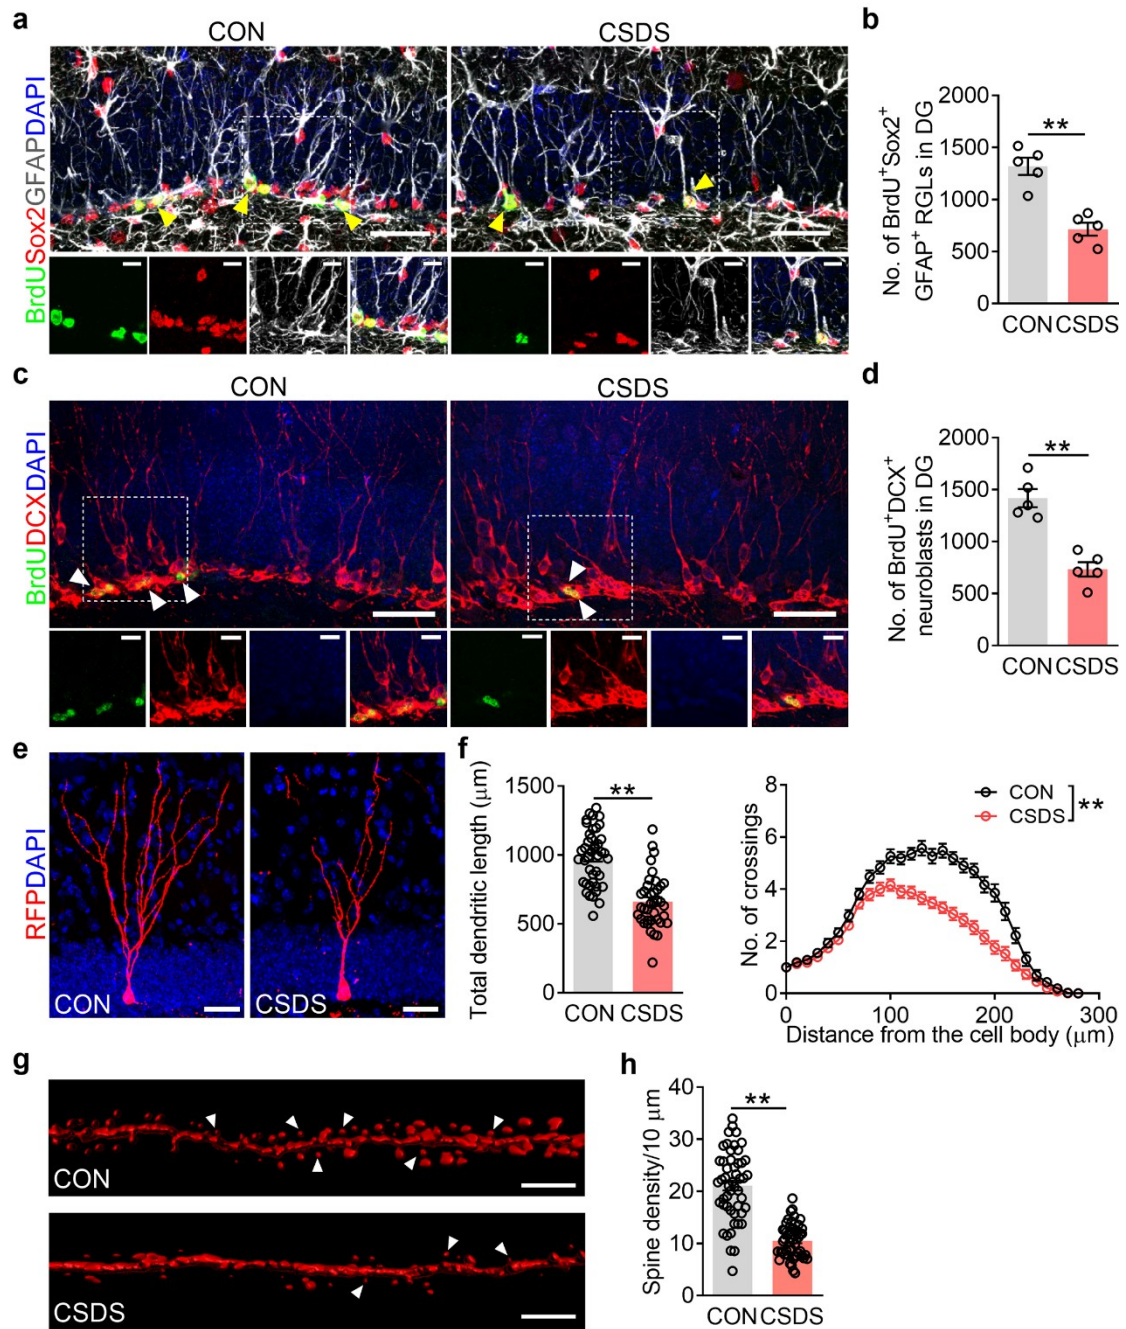 a
CON
CSDS
BrdUSox2GFAPDAPI
b
No. of BrdU⁺Sox2⁺
GFAP⁺ RGLs in DG
2000
1500
1000
500
0
**
CON CSDS
c
CON
CSDS
BrdUDCXDAPI
d
No. of BrdU⁺DCX⁺
neuroblasts in DG
2000
1500
1000
500
0
**
CON CSDS
e
RFPDAPI
CON
CSDS
f
Total dendritic length (μm)
1500
1000
500
0
**
CON CSDS
No. of crossings
8
6
4
2
0
CON
CSDS
**
0 100 200 300
Distance from the cell body (μm)
g
CON
CSDS
h
Spine density/10 μm
40
30
20
10
0
**
CON CSDS